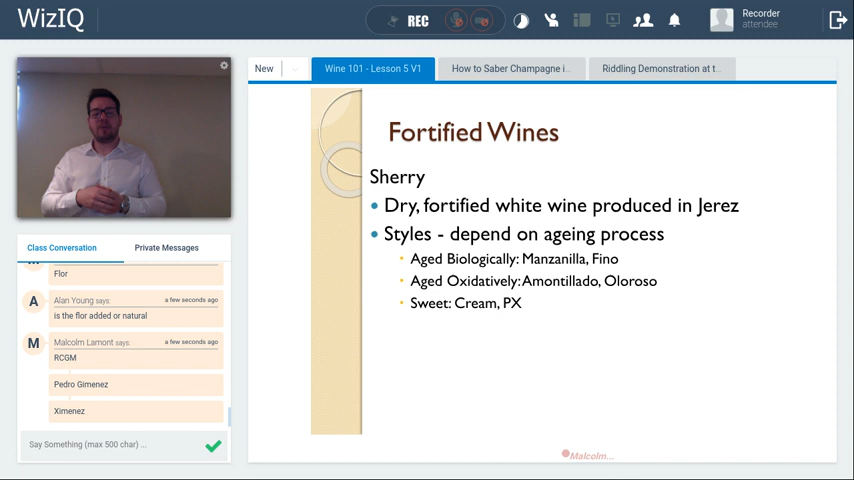 WizIQ
REC
Recorder
attendee
New
Wine 101 - Lesson 5 V1
How to Saber Champagne i...
Riddling Demonstration at t...
Fortified Wines
Sherry
Dry, fortified white wine produced in Jerez
Styles - depend on ageing process
Aged Biologically: Manzanilla, Fino
Aged Oxidatively: Amontillado, Oloroso
Sweet: Cream, PX
Malcolm...
Class Conversation
Private Messages
Flor
A
Alan Young says:
a few seconds ago
is the flor added or natural
M
Malcolm Lamont says:
a few seconds ago
RCGM
Pedro Gimenez
Ximenez
Say Something (max 500 char) ...